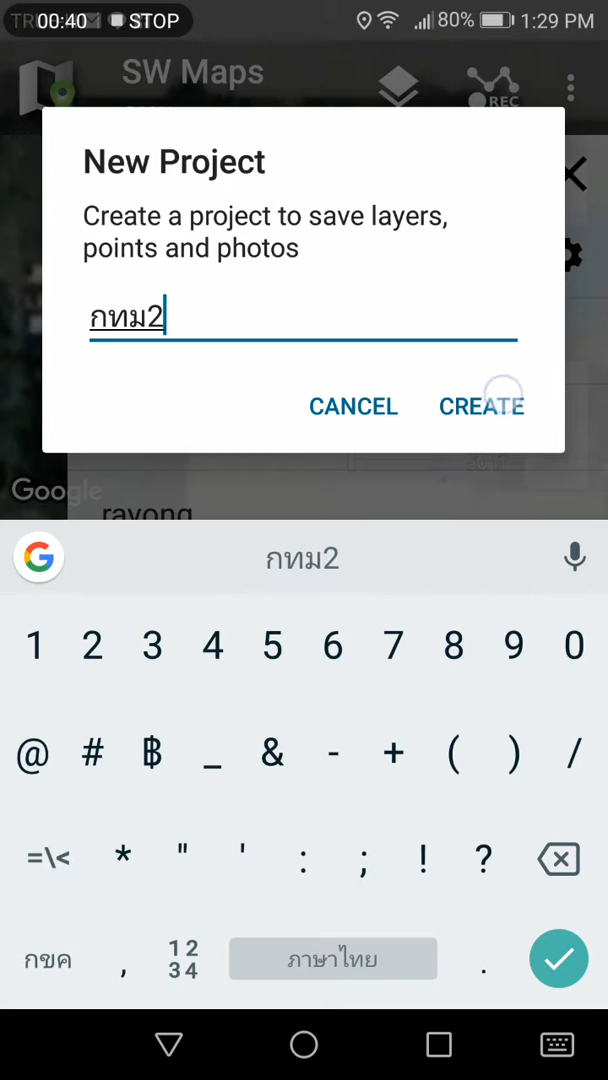 00:40 STOP 80% 1:29 PM
SW Maps
REC
New Project
Create a project to save layers,
points and photos
กทม2
CANCEL CREATE
Google
rayong
กทม2
1 2 3 4 5 6 7 8 9 0
@ # ฿ _ & - + ( ) /
=\< * " ' : ; ! ?
กขค , 12 34 ภาษาไทย .